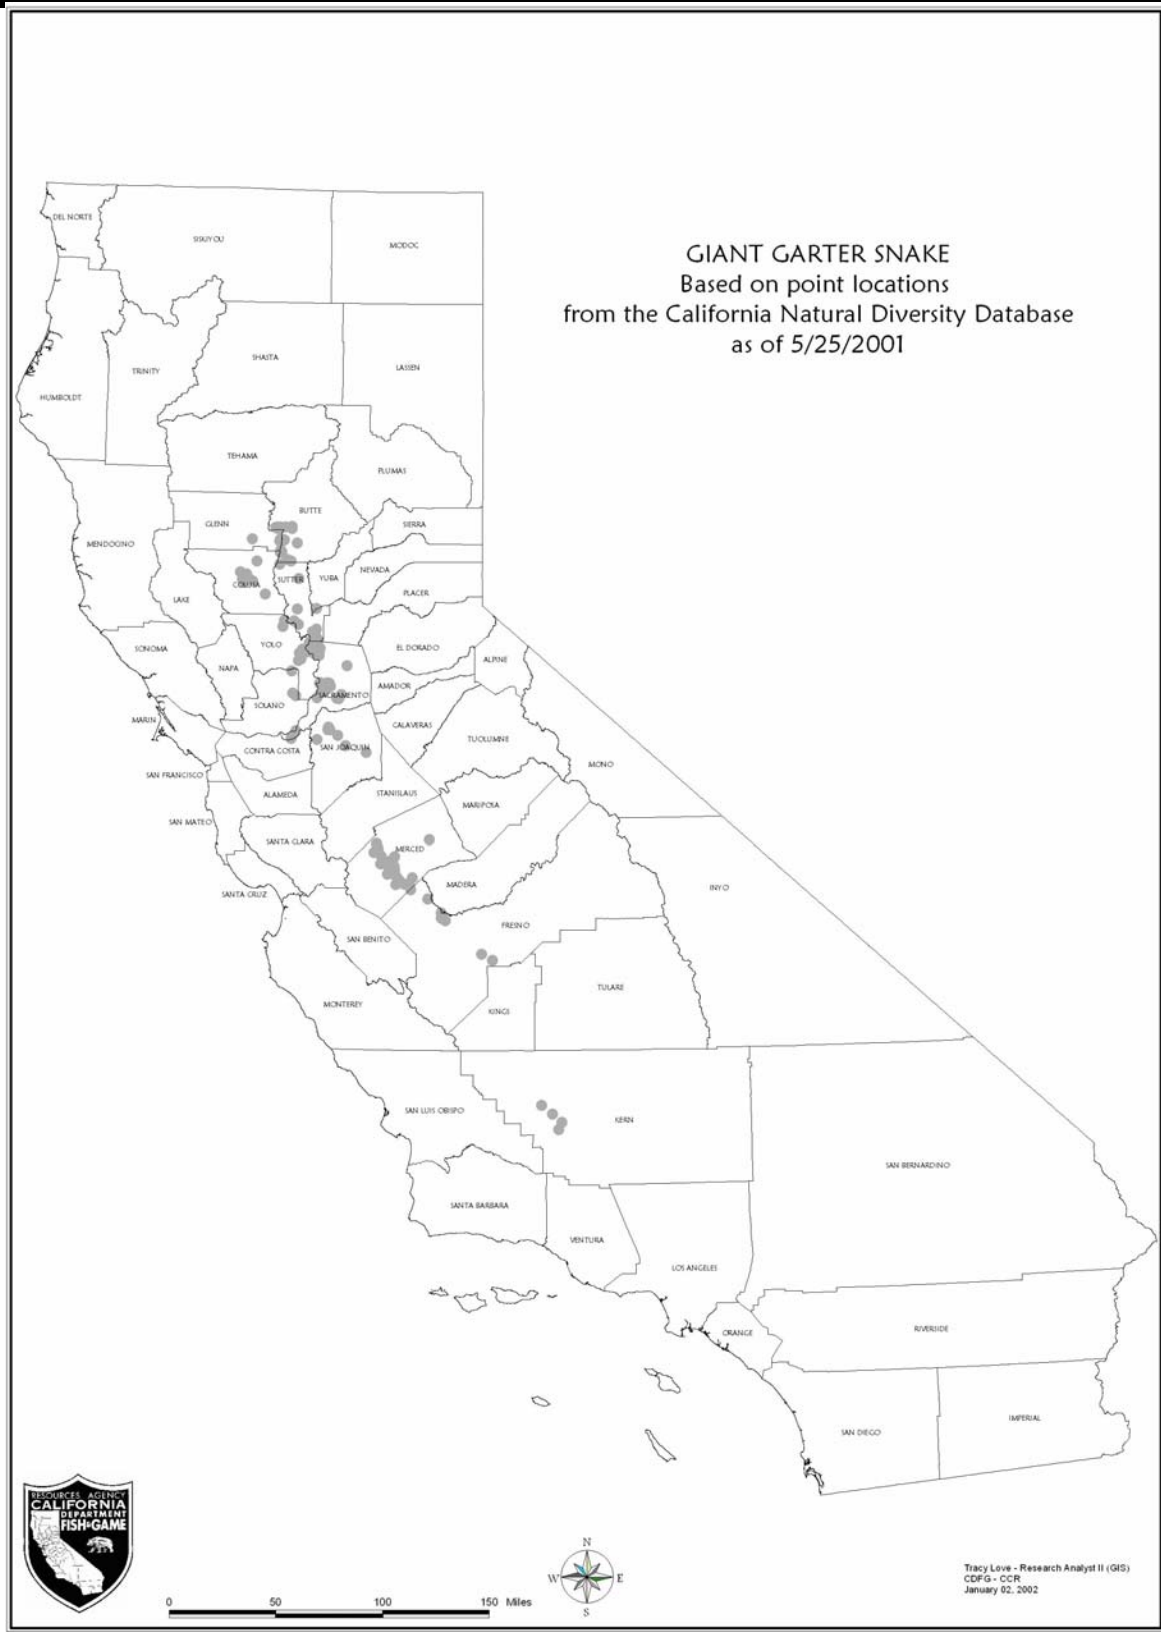 GIANT GARTER SNAKE
Based on point locations
from the California Natural Diversity Database
as of 5/25/2001
DEL NORTE
SISKIYOU
MODOC
SHASTA
TRINITY
LASSEN
HUMBOLDT
TEHAMA
PLUMAS
BUTTE
GLENN
SIERRA
MENDOCINO
NEVADA
COLUSA
SUTTER
YUBA
PLACER
LAKE
SONOMA
YOLO
EL DORADO
ALPINE
NAPA
AMADOR
SACRAMENTO
SOLANO
MARIN
CALAVERAS
TUOLUMNE
CONTRA COSTA
SAN JOAQUIN
MONO
SAN FRANCISCO
ALAMEDA
STANISLAUS
MARIPOSA
SAN MATEO
SANTA CLARA
MERCED
MADERA
INYO
SANTA CRUZ
FRESNO
SAN BENITO
TULARE
MONTEREY
KINGS
SAN LUIS OBISPO
KERN
SAN BERNARDINO
SANTA BARBARA
VENTURA
LOS ANGELES
ORANGE
RIVERSIDE
IMPERIAL
SAN DIEGO
RESOURCES AGENCY
CALIFORNIA
DEPARTMENT
FISH&GAME
N
W E
S
0 50 100 150 Miles
Tracy Love - Research Analyst II (GIS)
CDFG - CCR
January 02, 2002